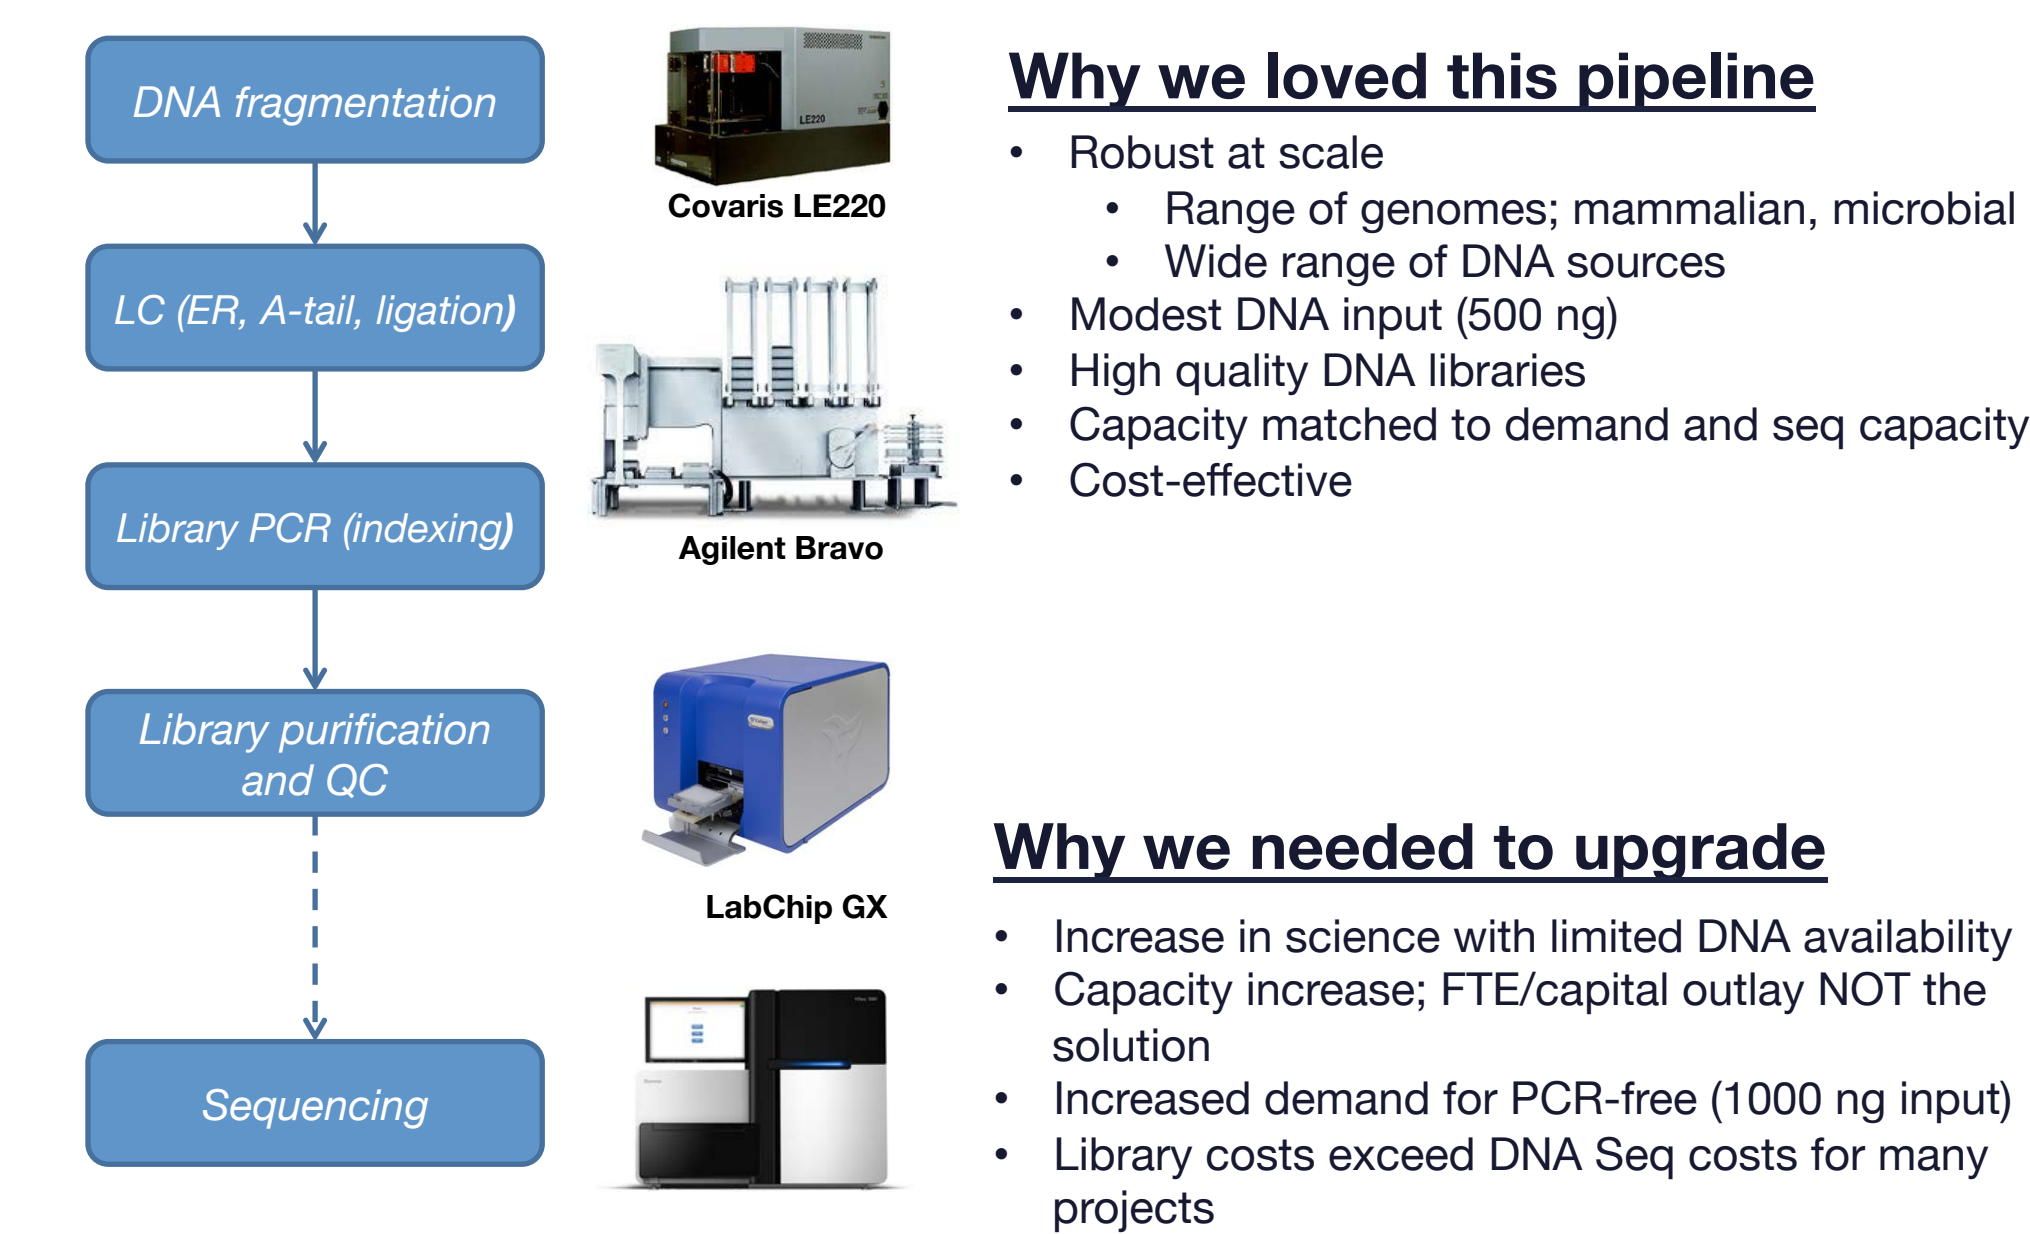 DNA fragmentation
LC (ER, A-tail, ligation)
Library PCR (indexing)
Library purification
and QC
Sequencing
LE220
Covaris LE220
Agilent Bravo
LabChip GX
Why we loved this pipeline
• Robust at scale
• Range of genomes; mammalian, microbial
• Wide range of DNA sources
• Modest DNA input (500 ng)
• High quality DNA libraries
• Capacity matched to demand and seq capacity
• Cost-effective
Why we needed to upgrade
• Increase in science with limited DNA availability
• Capacity increase; FTE/capital outlay NOT the
solution
• Increased demand for PCR-free (1000 ng input)
• Library costs exceed DNA Seq costs for many
projects